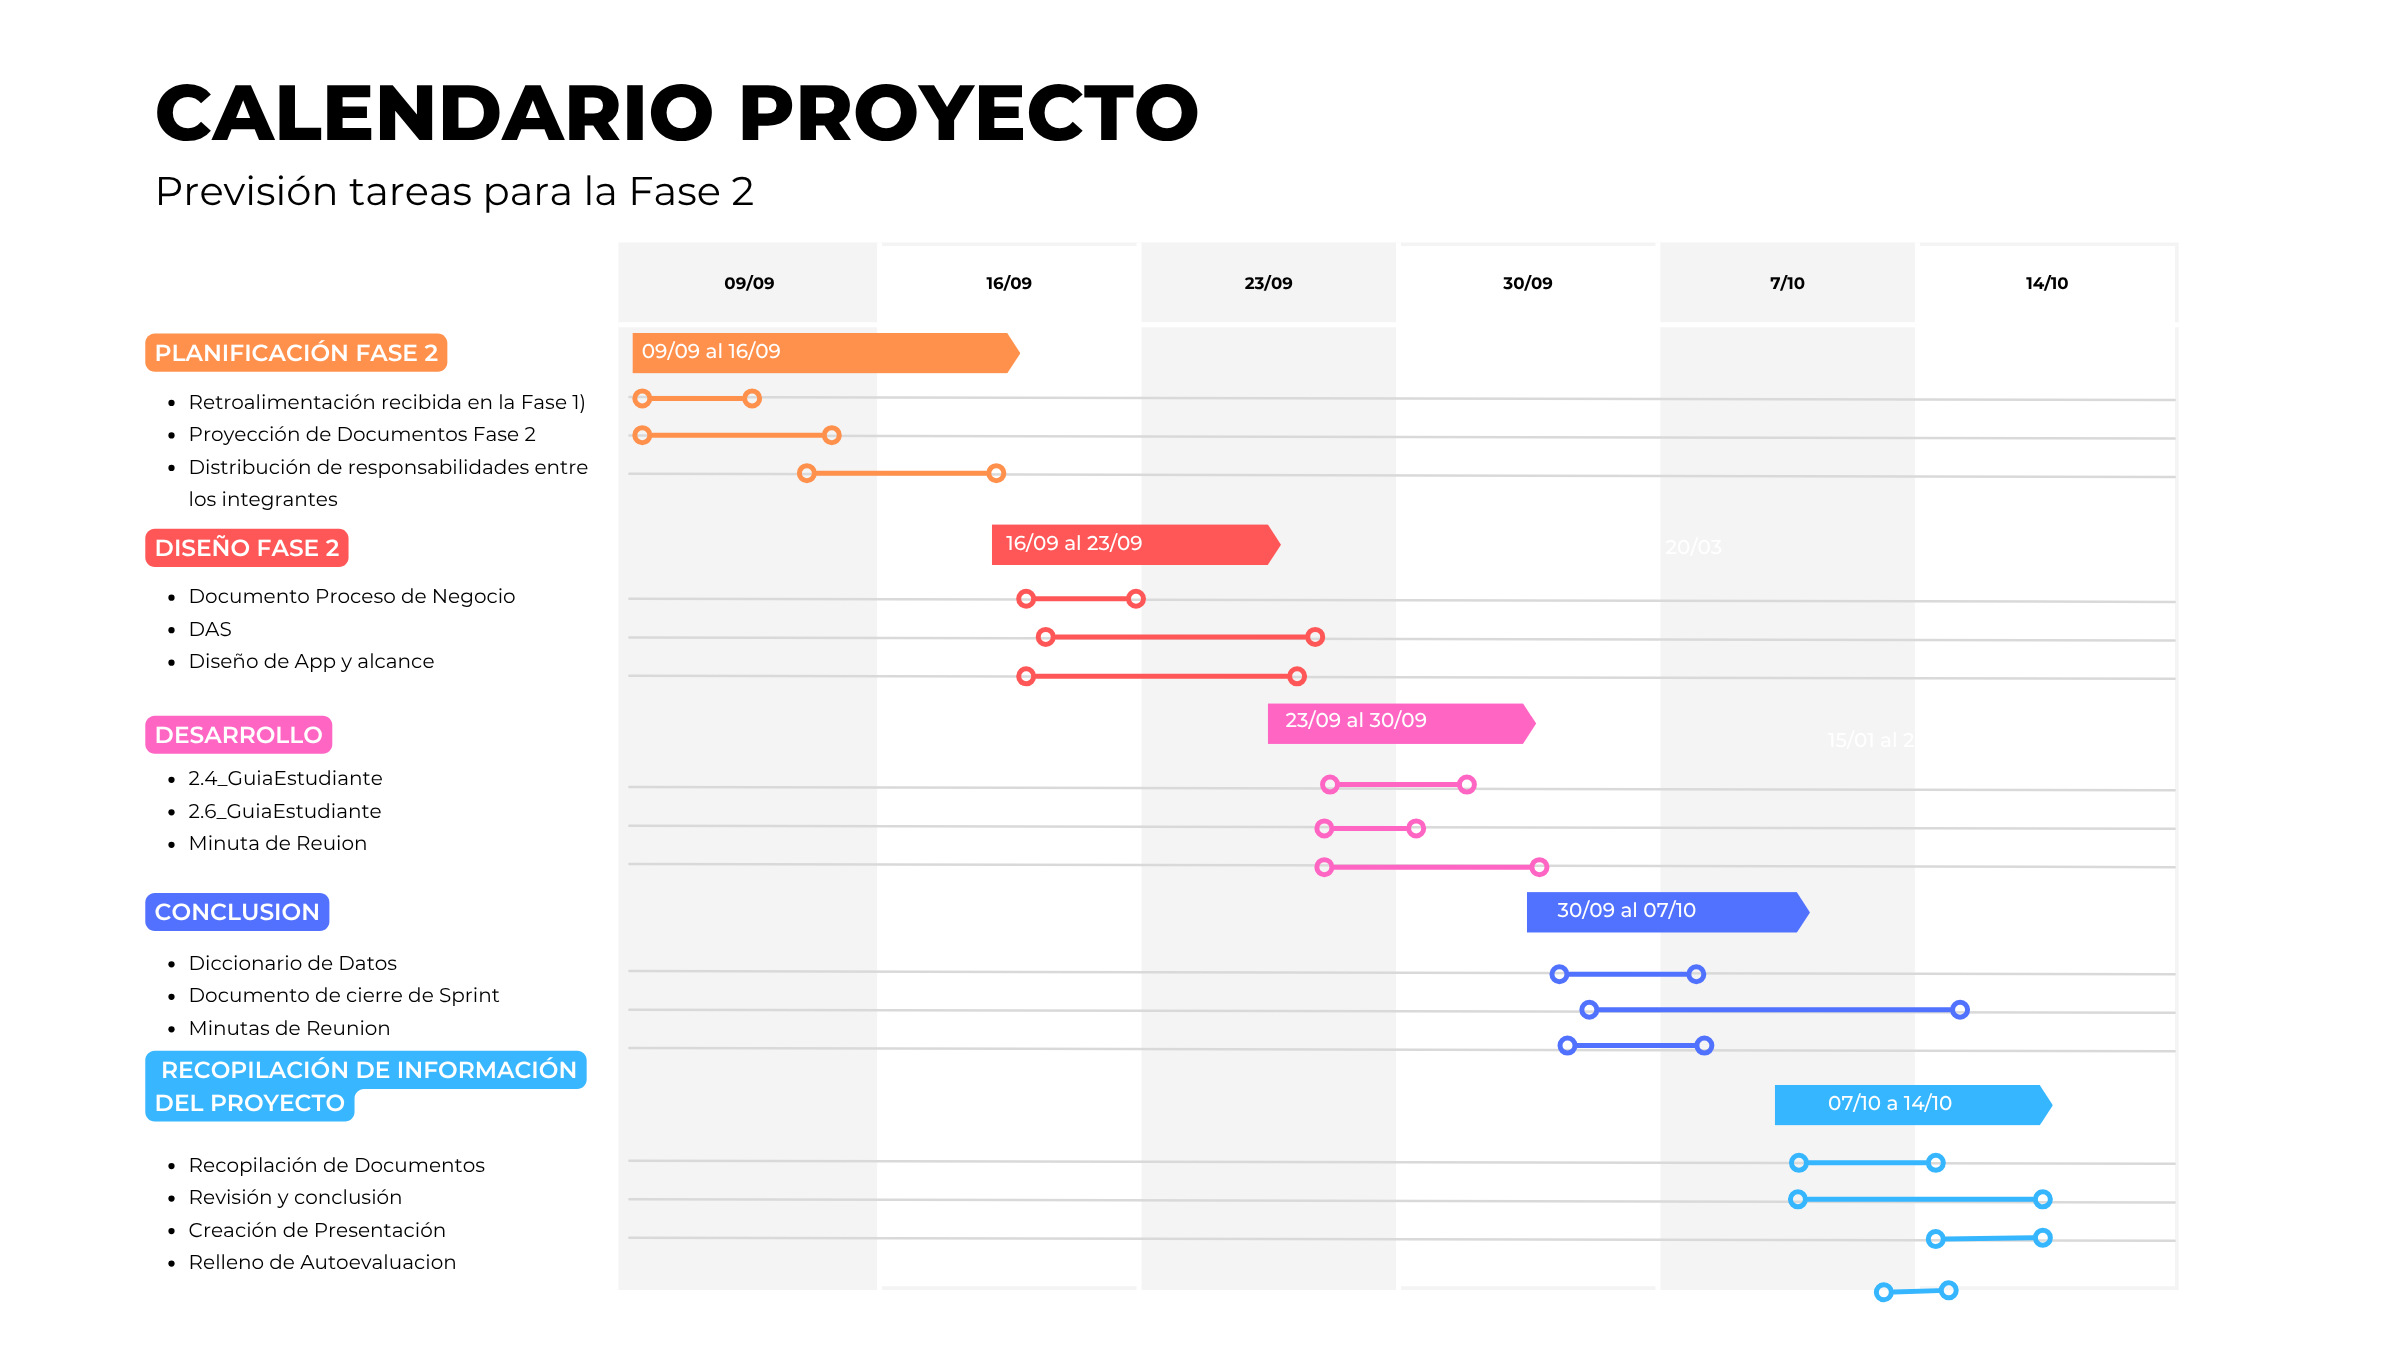 CALENDARIO PROYECTO
Previsión tareas para la Fase 2
09/09
16/09
23/09
30/09
7/10
14/10
PLANIFICACIÓN FASE 2
09/09 al 16/09
Retroalimentación recibida en la Fase 1)
Proyección de Documentos Fase 2
Distribución de responsabilidades entre
los integrantes
DISEÑO FASE 2
16/09 al 23/09
20/03
Documento Proceso de Negocio
DAS
Diseño de App y alcance
DESARROLLO
23/09 al 30/09
15/01 al 2
2.4_GuiaEstudiante
2.6_GuiaEstudiante
Minuta de Reuion
CONCLUSION
30/09 al 07/10
Diccionario de Datos
Documento de cierre de Sprint
Minutas de Reunion
RECOPILACIÓN DE INFORMACIÓN
DEL PROYECTO
07/10 a 14/10
Recopilación de Documentos
Revisión y conclusión
Creación de Presentación
Relleno de Autoevaluacion